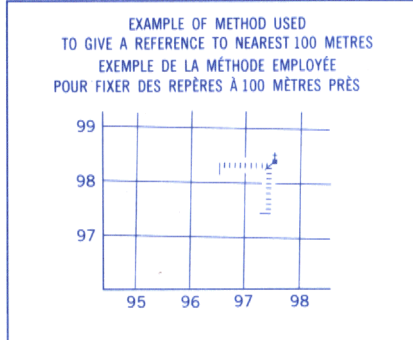 EXAMPLE OF METHOD USED
TO GIVE A REFERENCE TO NEAREST 100 METRES
EXEMPLE DE LA MÉTHODE EMPLOYÉE
POUR FIXER DES REPÈRES À 100 MÈTRES PRÈS
99
98
97
95 96 97 98